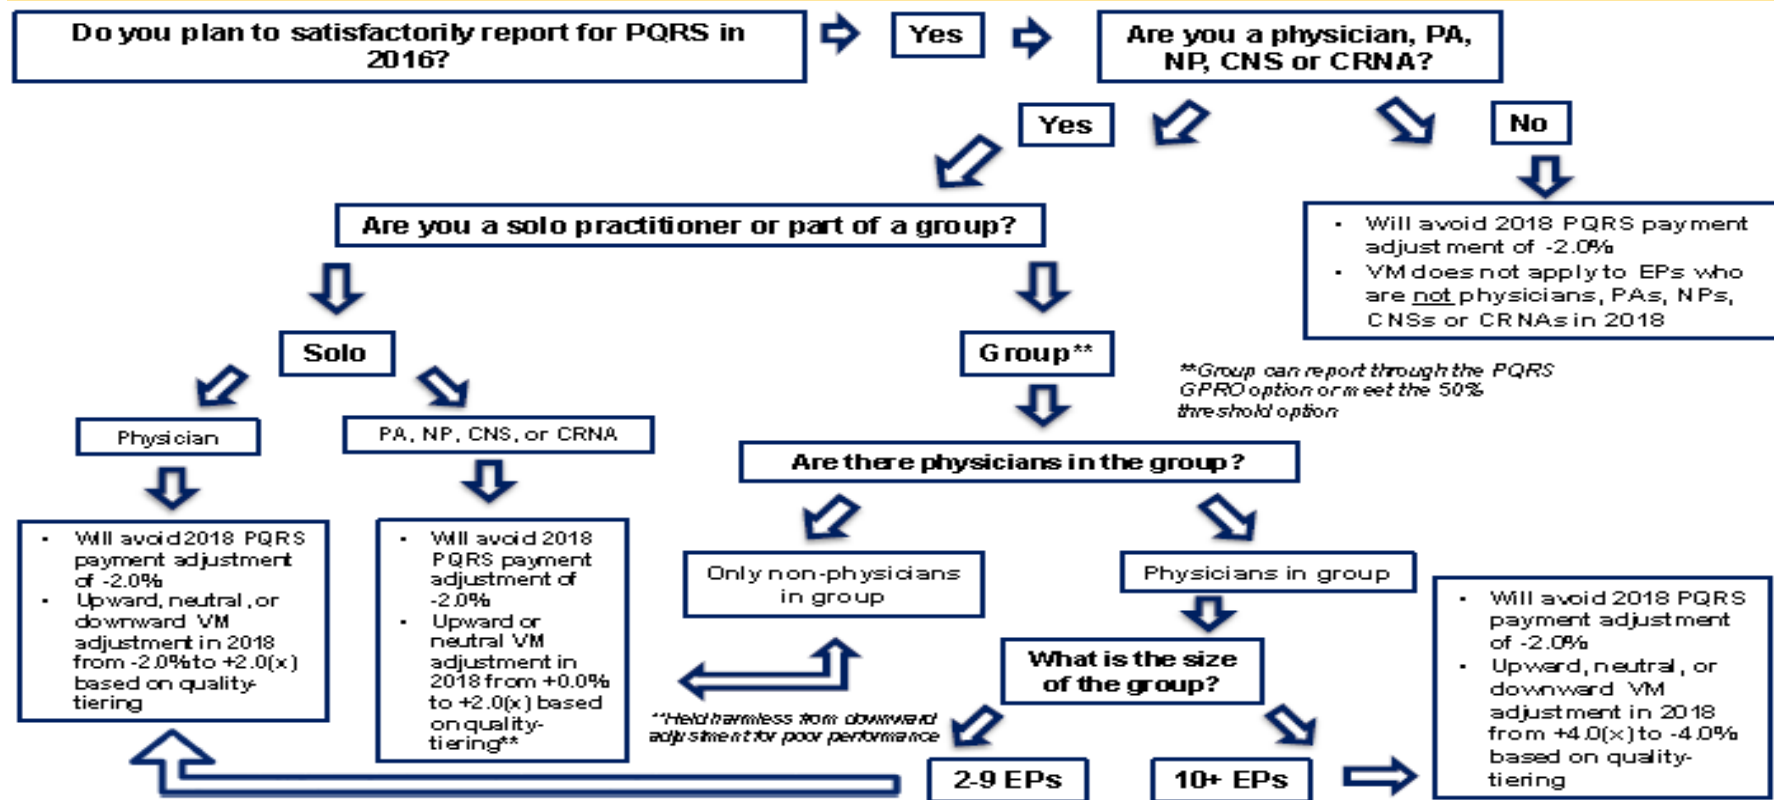 Do you plan to satisfactorily report for PQRS in
2016?
Yes
Are you a physician, PA,
NP, CNS or CRNA?
Yes
No
Are you a solo practitioner or part of a group?
• Will avoid 2018 PQRS payment
adjustment of -2.0%
• VM does not apply to EPs who
are not physicians, PAs, NPs,
CNSs or CRNAs in 2018
Solo
Group**
**Group can report through the PQRS
GPRO option or meet the 50%
threshold option
Physician
PA, NP, CNS, or CRNA
Are there physicians in the group?
• Will avoid 2018 PQRS
payment adjustment
of -2.0%
• Upward, neutral, or
downward VM
adjustment in 2018
from -2.0% to +2.0(x)
based on quality-
tiering
• Will avoid 2018
PQRS payment
adjustment of
-2.0%
• Upward or
neutral VM
adjustment in
2018 from +0.0%
to +2.0(x) based
on quality-
tiering**
Only non-physicians
in group
Physicians in group
What is the size
of the group?
**Held harmless from downward
adjustment for poor performance
2-9 EPs
10+ EPs
• Will avoid 2018 PQRS
payment adjustment
of -2.0%
• Upward, neutral, or
downward VM
adjustment in 2018
from +4.0(x) to -4.0%
based on quality-
tiering